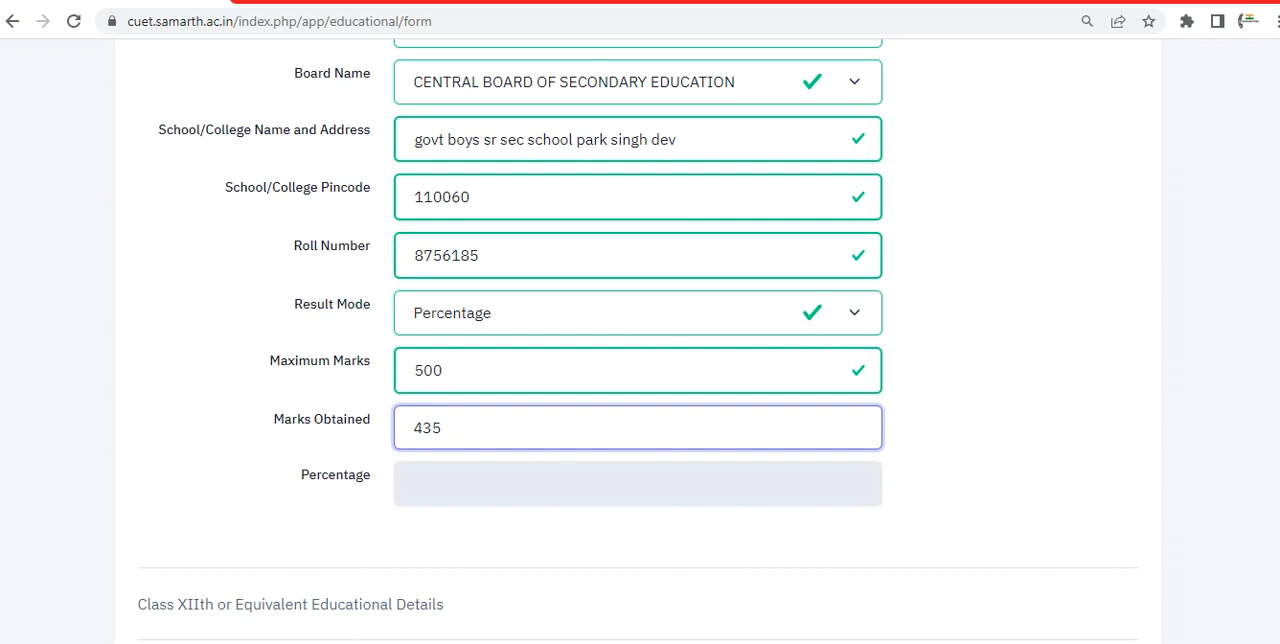 cuet.samarth.ac.in/index.php/app/educational/form
Board Name
CENTRAL BOARD OF SECONDARY EDUCATION
School/College Name and Address
govt boys sr sec school park singh dev
School/College Pincode
110060
Roll Number
8756185
Result Mode
Percentage
Maximum Marks
500
Marks Obtained
435
Percentage
Class XIIth or Equivalent Educational Details